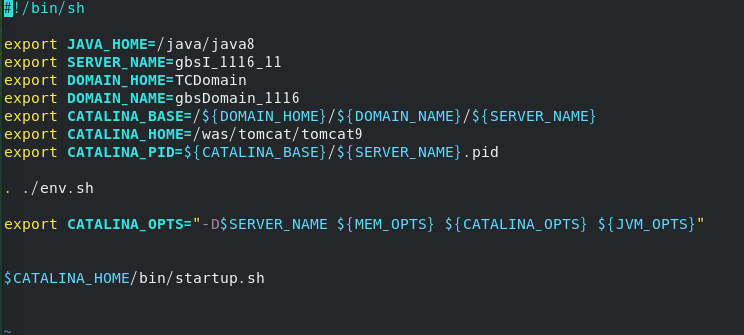 #!/bin/sh
export JAVA_HOME=/java/java8
export SERVER_NAME=gbsI_1116_11
export DOMAIN_HOME=TCDomain
export DOMAIN_NAME=gbsDomain_1116
export CATALINA_BASE=/${DOMAIN_HOME}/${DOMAIN_NAME}/${SERVER_NAME}
export CATALINA_HOME=/was/tomcat/tomcat9
export CATALINA_PID=${CATALINA_BASE}/${SERVER_NAME}.pid
. ./env.sh
export CATALINA_OPTS="-D$SERVER_NAME ${MEM_OPTS} ${CATALINA_OPTS} ${JVM_OPTS}"
$CATALINA_HOME/bin/startup.sh
~